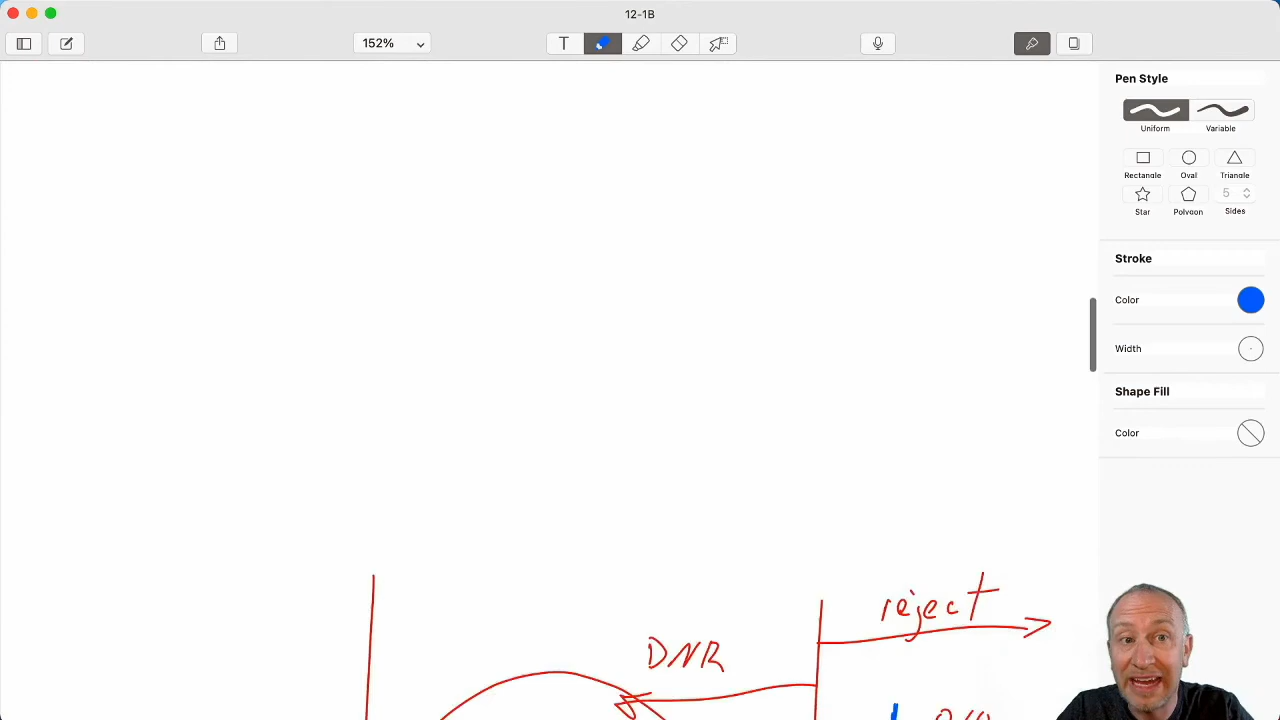 12-1B
152%
T
Pen Style
Uniform
Variable
Rectangle
Oval
Triangle
5
Star
Polygon
Sides
Stroke
Color
Width
Shape Fill
Color
reject
DNR